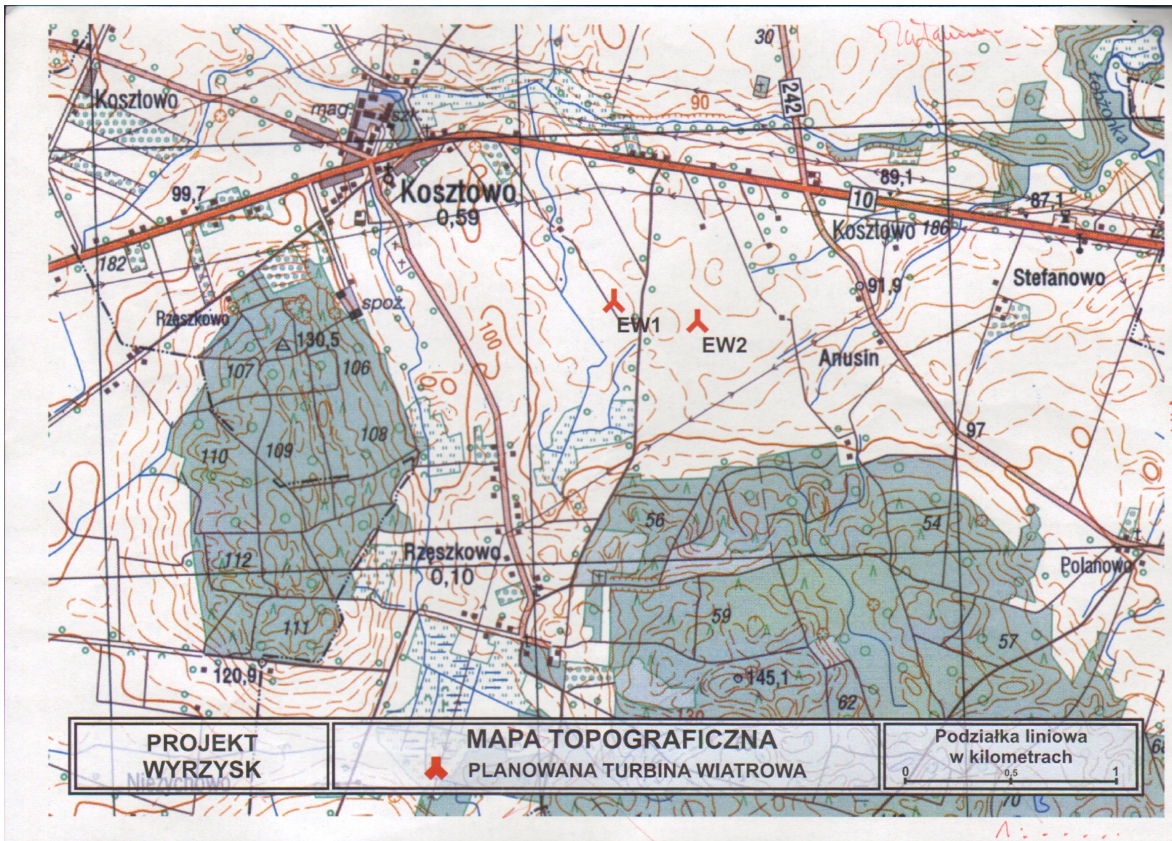 30
Kosztowo
mag.
szk.
90
242
Łobżonka
99,7
Kosztowo
0,59
89,1
10
87,1
Kosztowo
186
182
Stefanowo
91,9
Rzeszkowo
spoż.
EW1
EW2
100
130,5
Anusin
107
106
97
108
110
109
56
54
112
Rzeszkowo
0,10
Polanowo
59
57
111
120,9
145,1
62
PROJEKT
WYRZYSK
MAPA TOPOGRAFICZNA
PLANOWANA TURBINA WIATROWA
Podziałka liniowa
w kilometrach
0
0,5
1
Nieżychowo
70